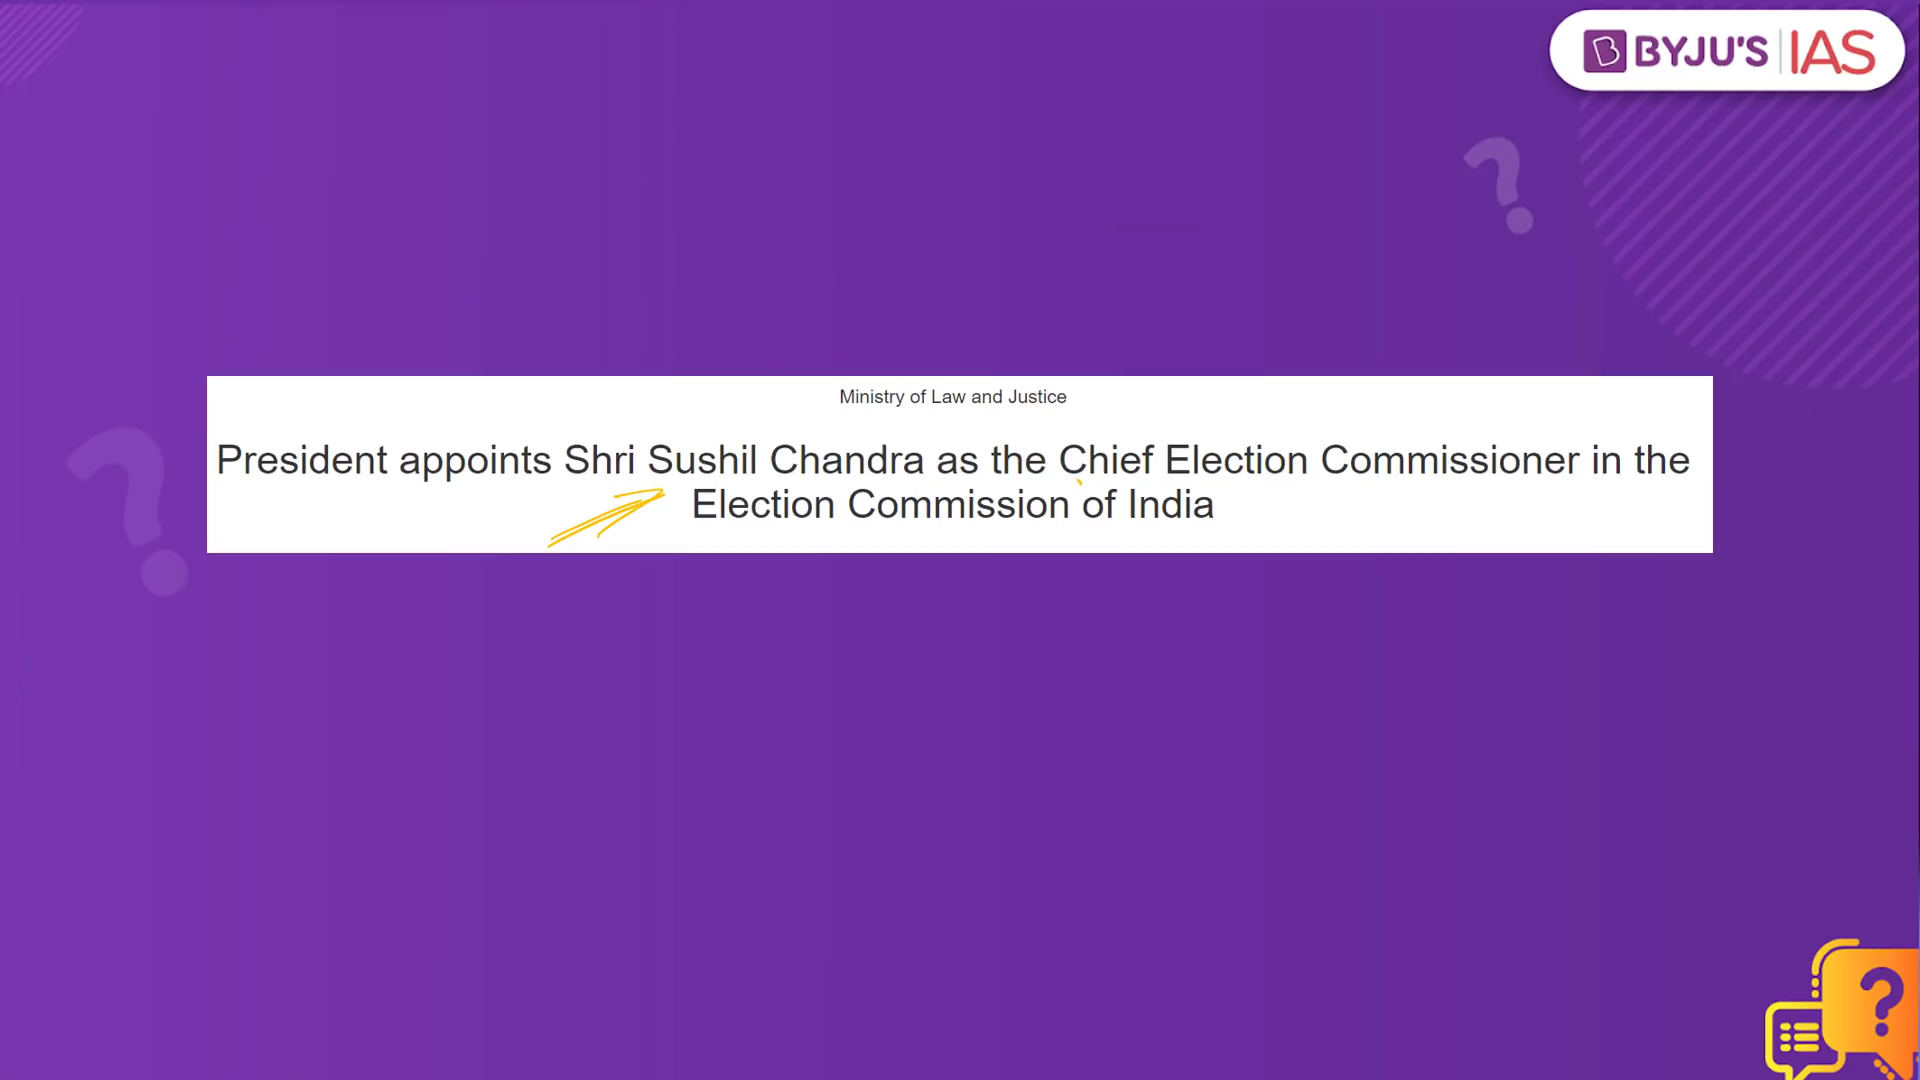 BYJU'S IAS
Ministry of Law and Justice
President appoints Shri Sushil Chandra as the Chief Election Commissioner in the
Election Commission of India